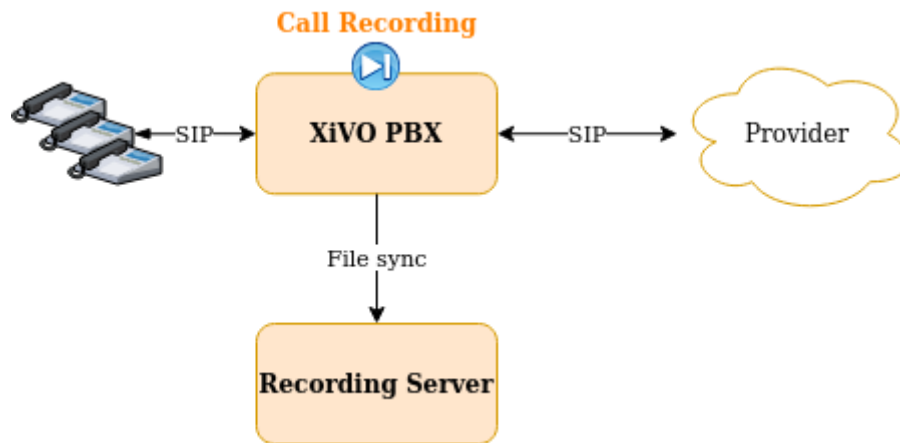 Call Recording
SIP
XiVO PBX
SIP
Provider
File sync
Recording Server